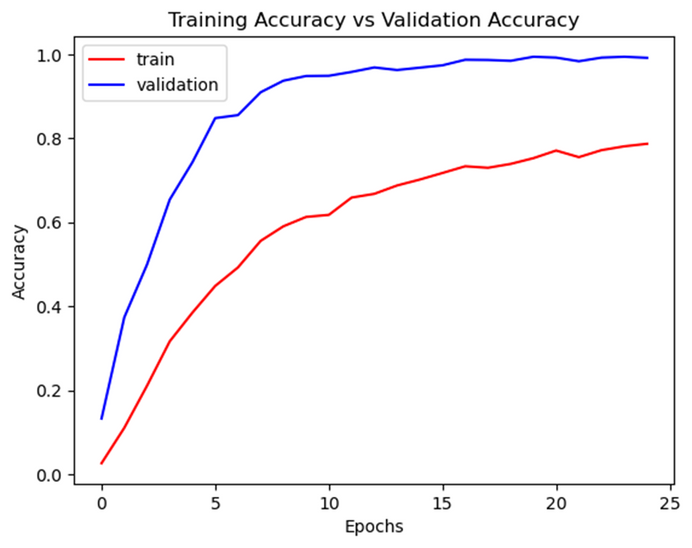 Training Accuracy vs Validation Accuracy
train
validation
1.0
0.8
0.6
0.4
0.2
0.0
Accuracy
0 5 10 15 20 25
Epochs